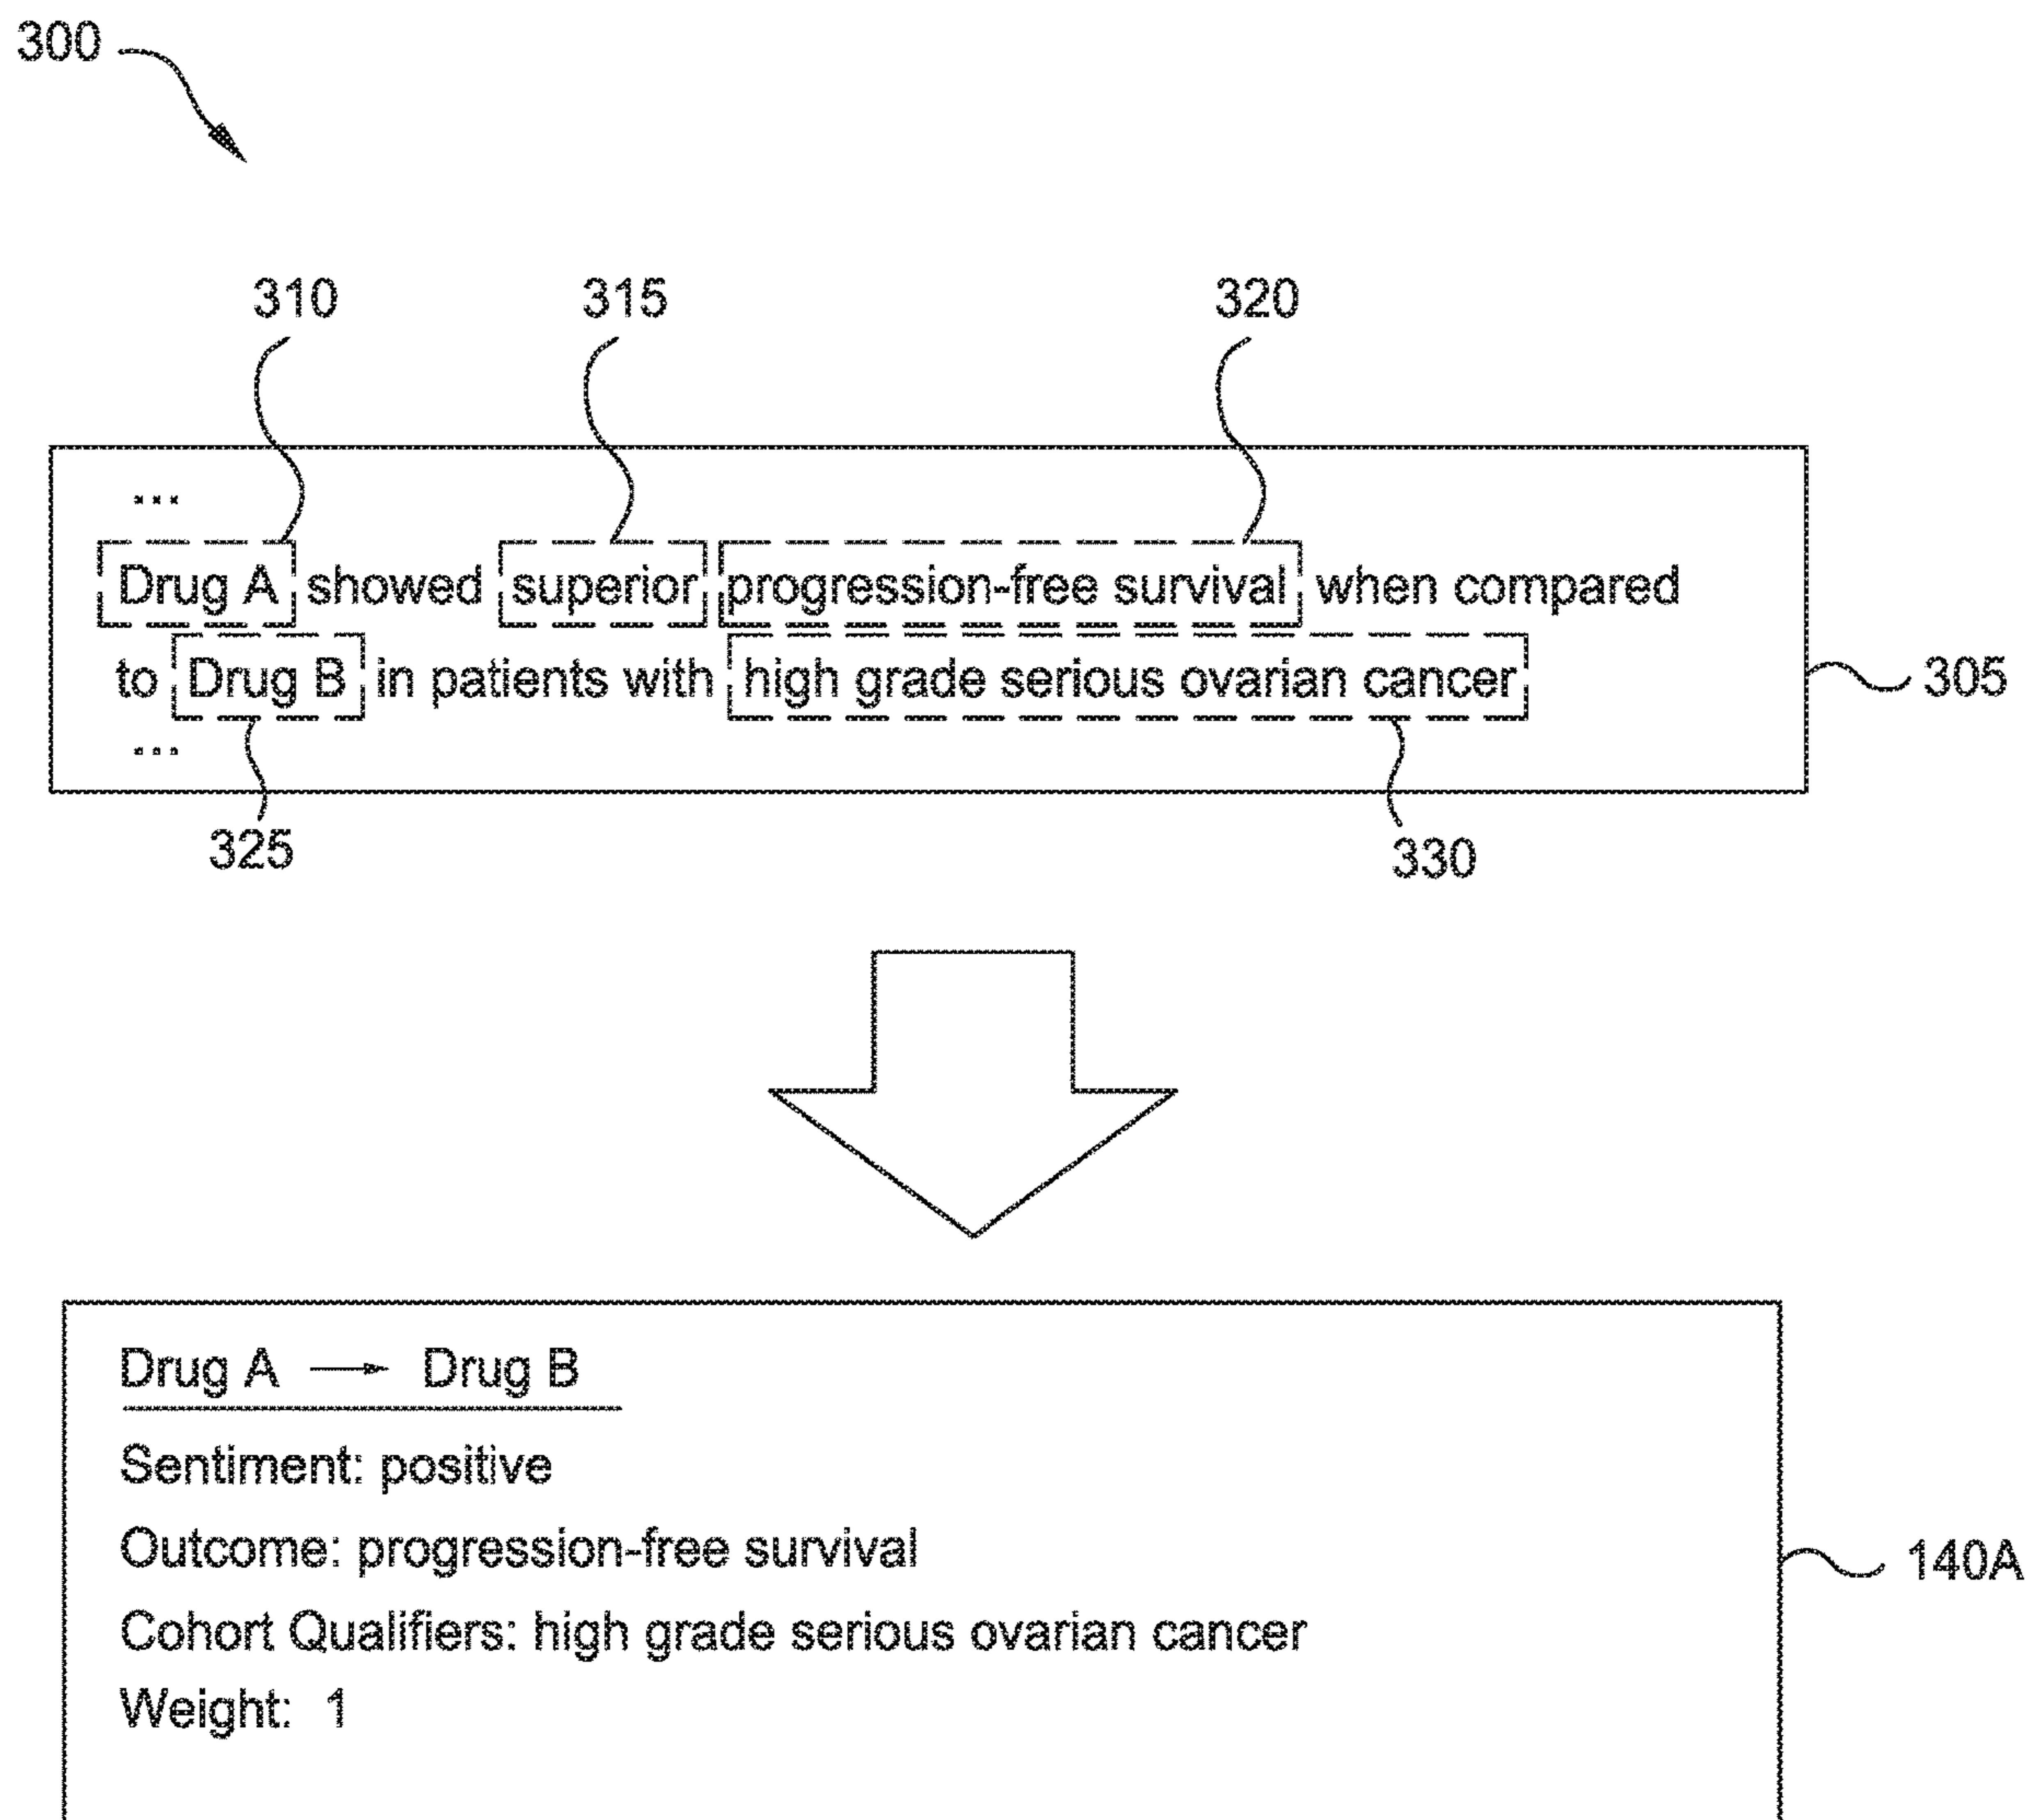 300
310
315
320
...
Drug A showed superior progression-free survival when compared
to Drug B in patients with high grade serious ovarian cancer
305
...
325
330
Drug A → Drug B
Sentiment: positive
Outcome: progression-free survival
140A
Cohort Qualifiers: high grade serious ovarian cancer
Weight: 1